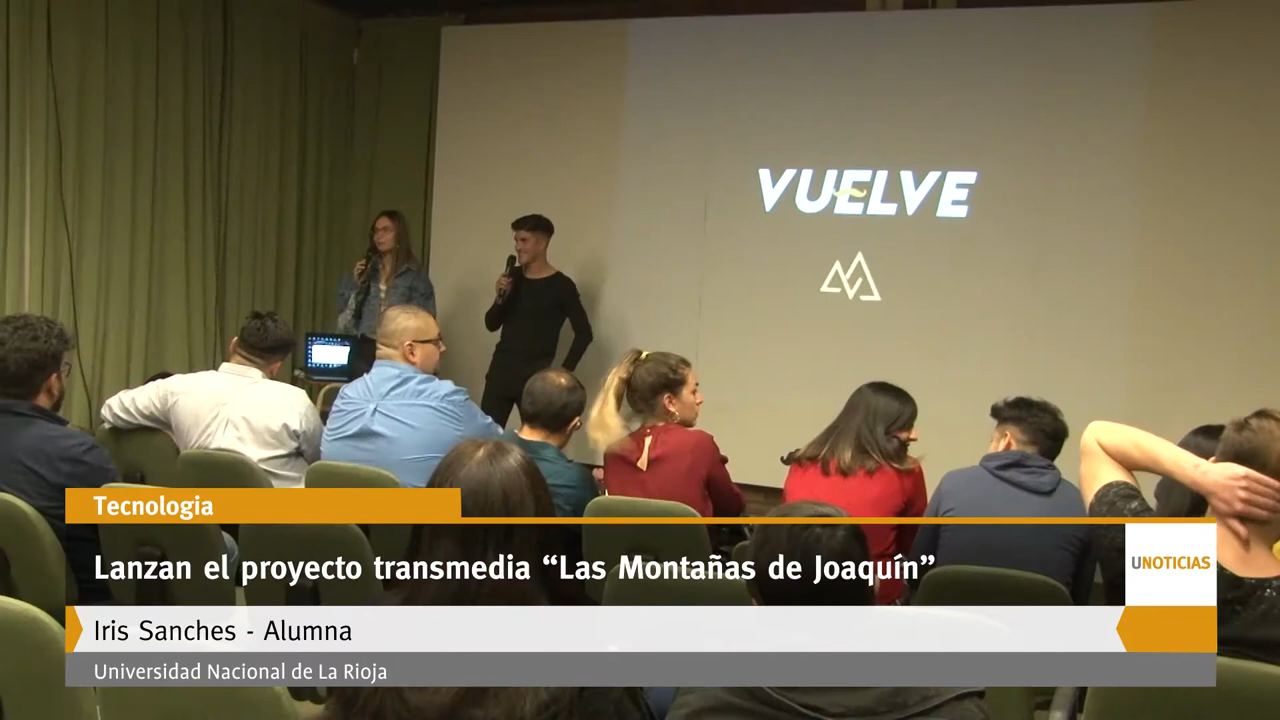 VUELVE
Tecnologia
Lanzan el proyecto transmedia “Las Montañas de Joaquín”
UNOTICIAS
Iris Sanches - Alumna
Universidad Nacional de La Rioja